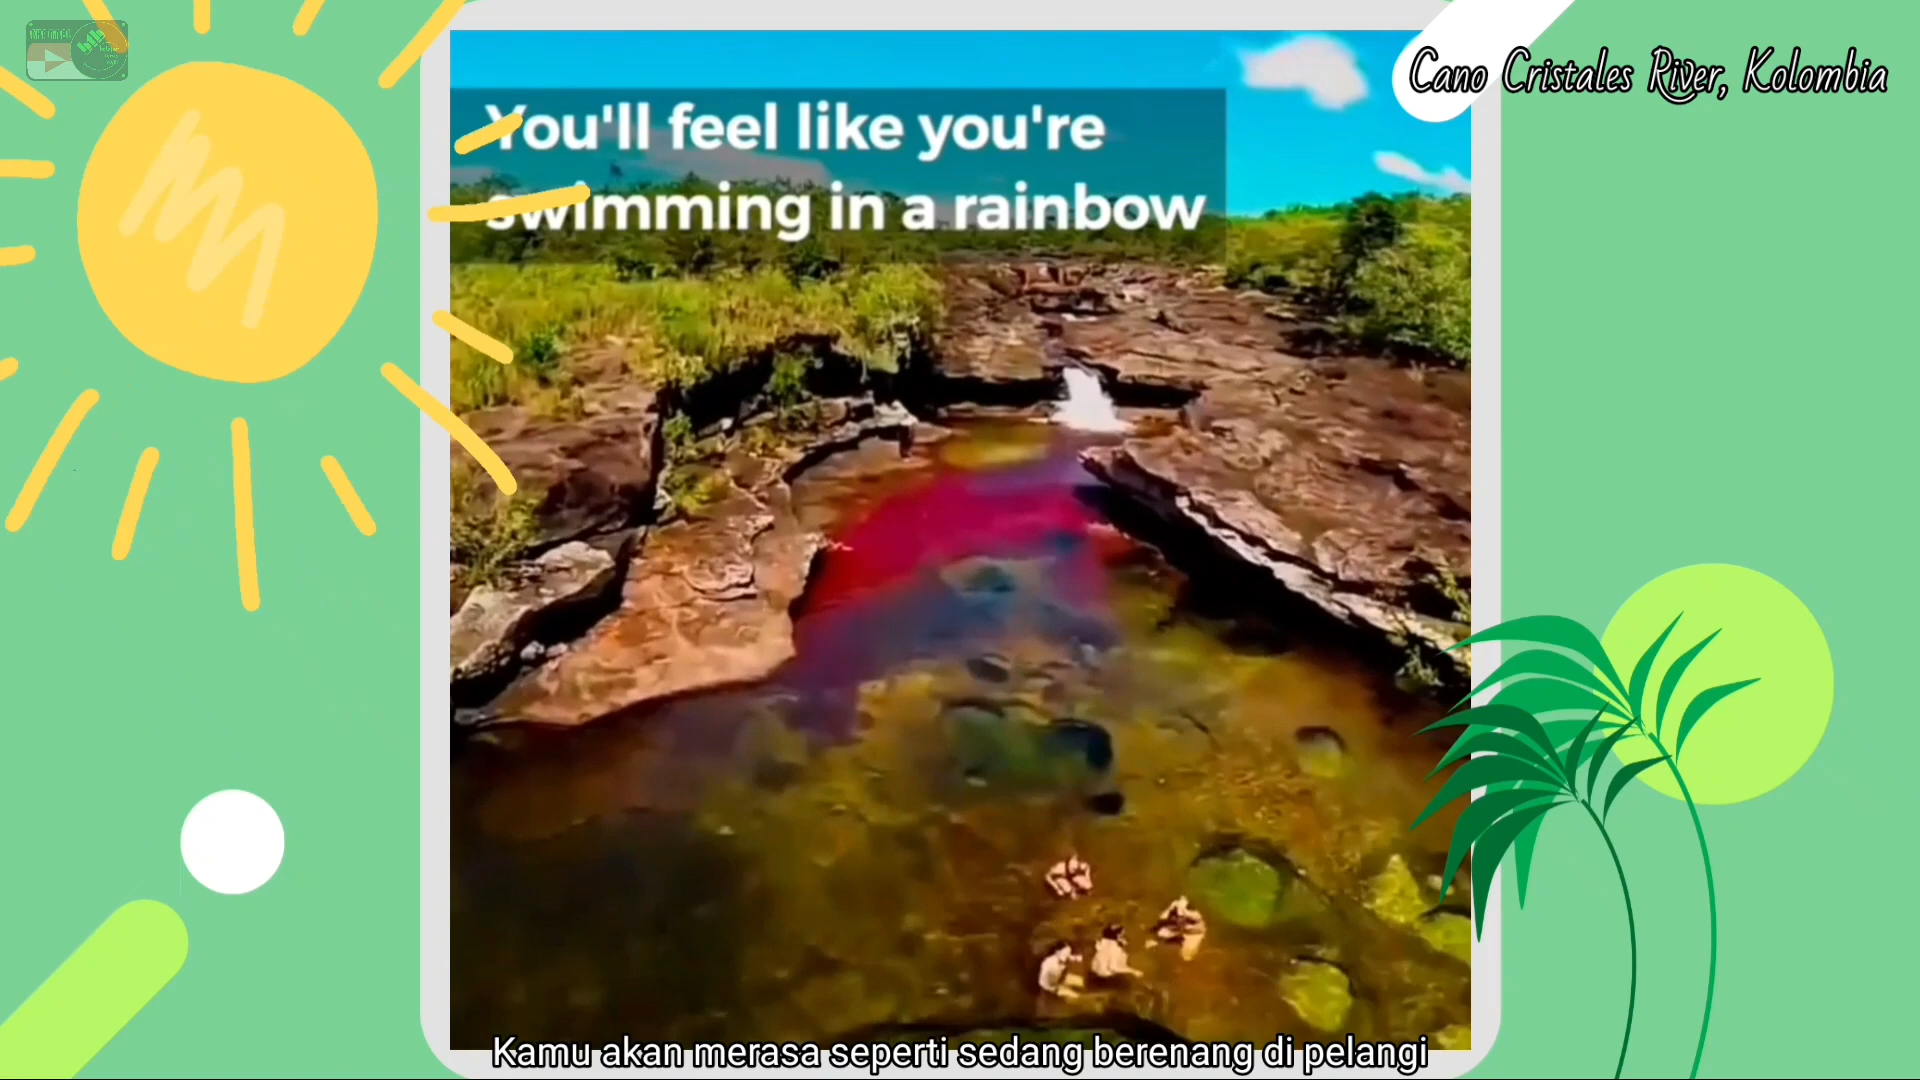 Cano Cristales River, Kolombia
You'll feel like you're
swimming in a rainbow
Kamu akan merasa seperti sedang berenang di pelangi